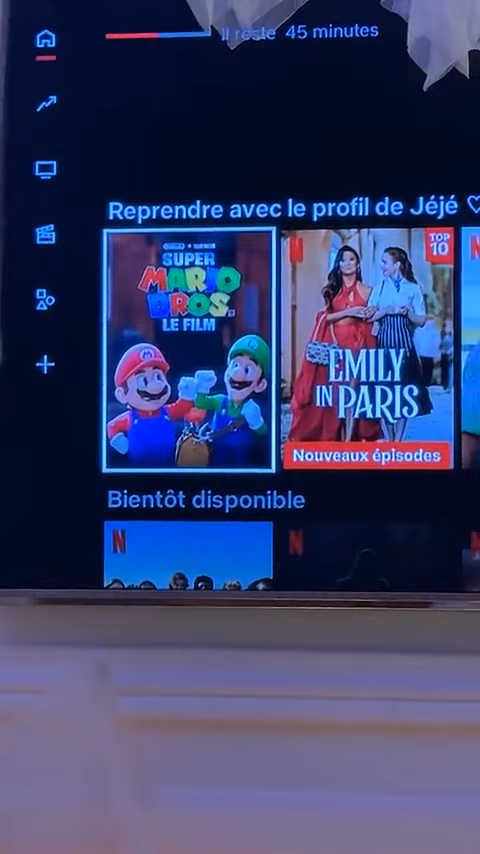 Il reste 45 minutes
Reprendre avec le profil de Jéjé ♡
SUPER
MARIO
BROS.
LE FILM
N
TOP
10
EMILY
IN PARIS
Nouveaux épisodes
N
Bientôt disponible
N
N
N